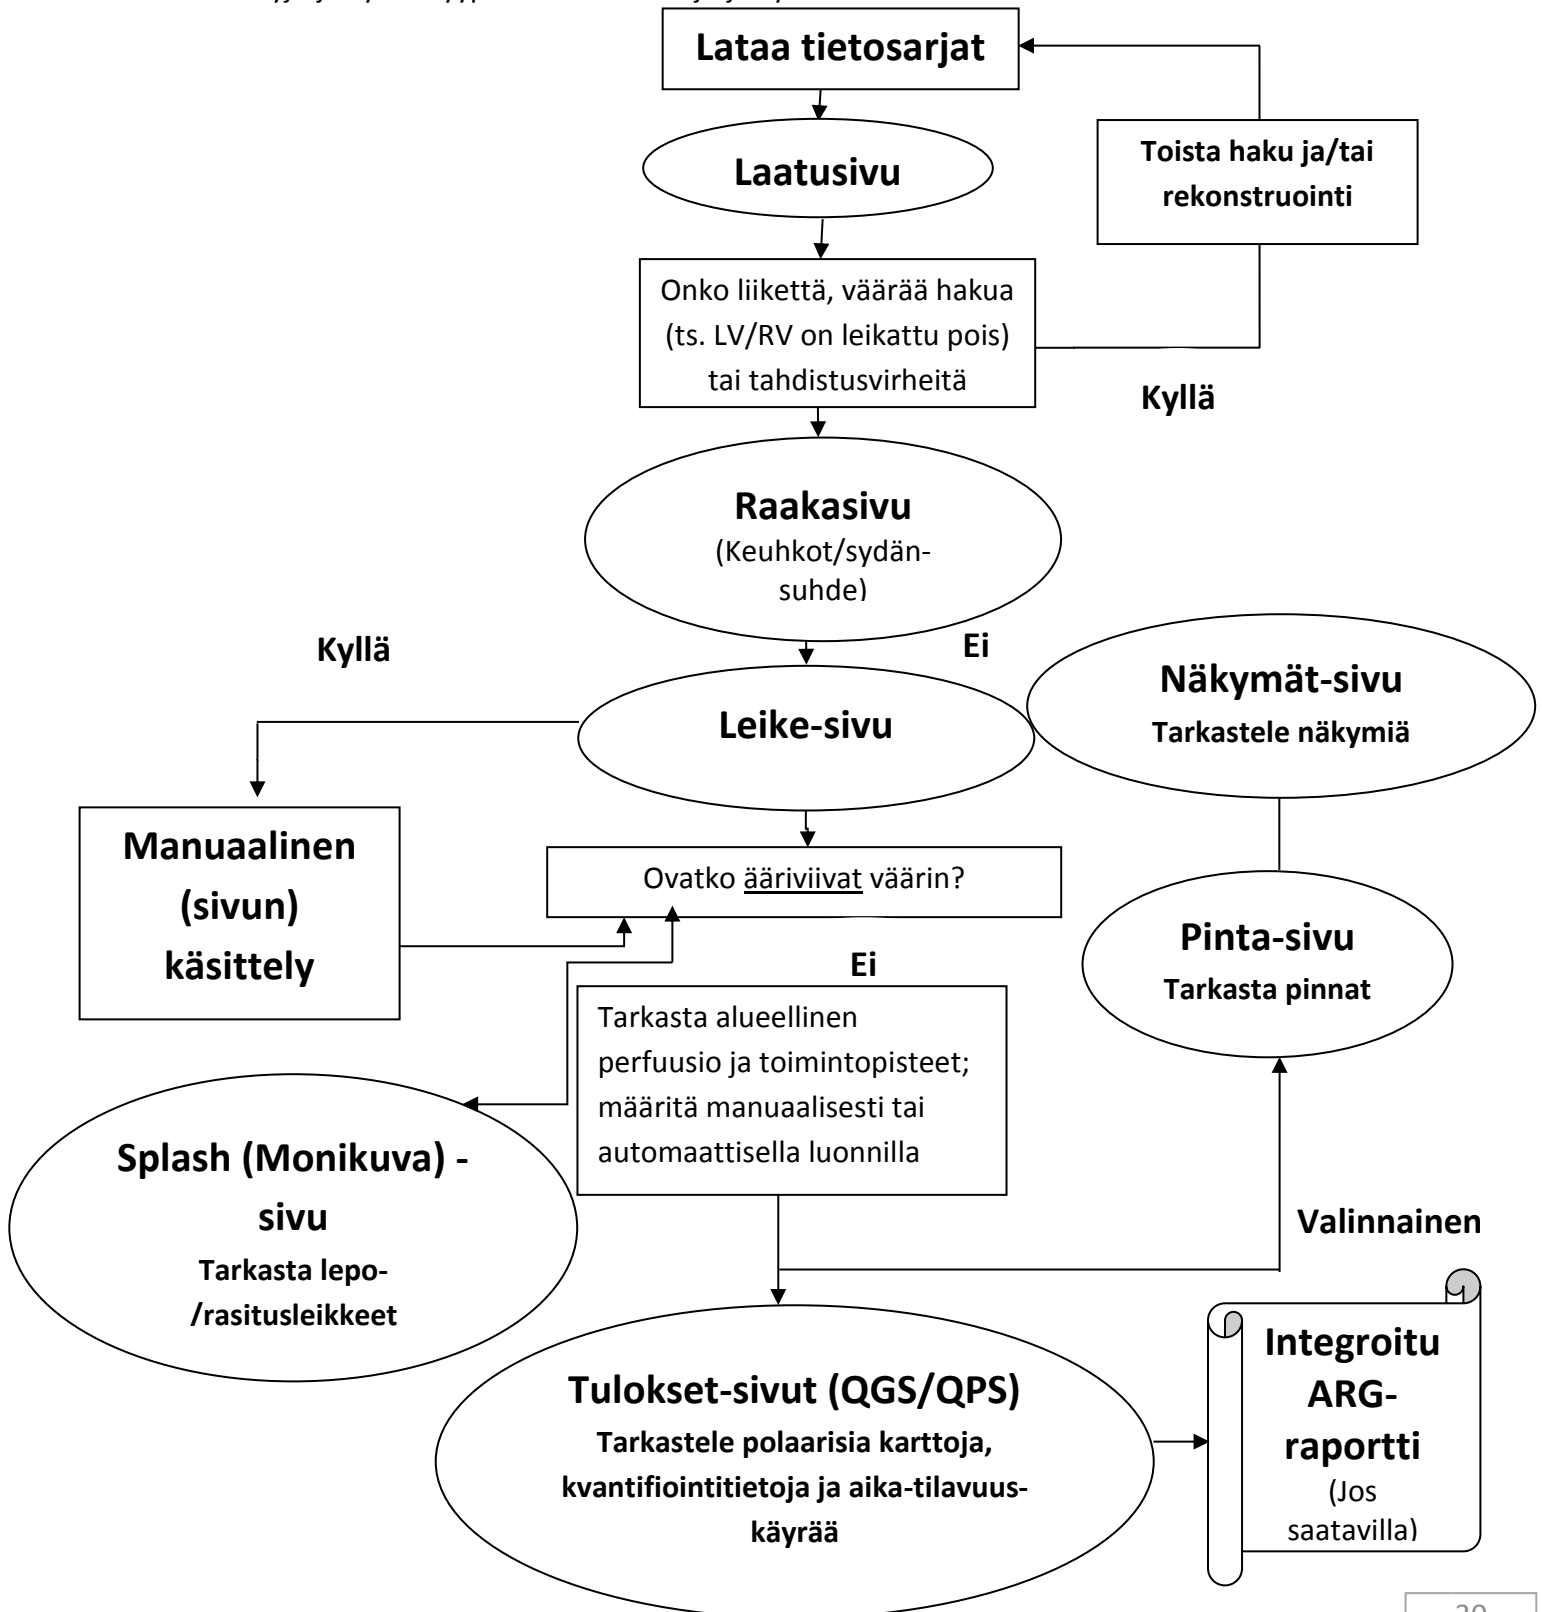 Lataa tietosarjat
Toista haku ja/tai
rekonstruointi
Laatusivu
Onko liikettä, väärää hakua
(ts. LV/RV on leikattu pois)
tai tahdistusvirheitä
Kyllä
Raakasivu
(Keuhkot/sydän-
suhde)
Kyllä
Ei
Leike-sivu
Näkymät-sivu
Tarkastele näkymiä
Manuaalinen
(sivun)
käsittely
Ovatko ääriviivat väärin?
Ei
Pinta-sivu
Tarkasta pinnat
Tarkasta alueellinen
perfuusio ja toimintopisteet;
määritä manuaalisesti tai
automaattisella luonnilla
Splash (Monikuva) -
sivu
Tarkasta lepo-
/rasitusleikkeet
Valinnainen
Tulokset-sivut (QGS/QPS)
Tarkastele polaarisia karttoja,
kvantifiointitietoja ja aika-tilavuus-
käyrää
Integroitu
ARG-
raportti
(Jos
saatavilla)